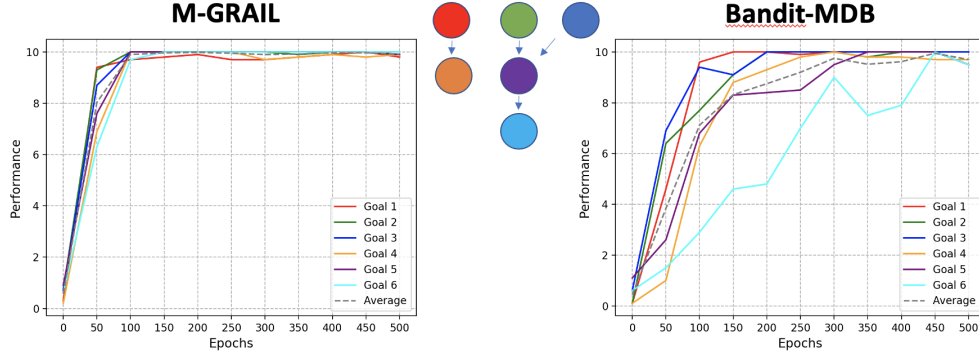 M-GRAIL
Performance
10
8
6
4
2
0
0 50 100 150 200 250 300 350 400 450 500
Epochs
Goal 1
Goal 2
Goal 3
Goal 4
Goal 5
Goal 6
Average
Bandit-MDB
Performance
10
8
6
4
2
0
0 50 100 150 200 250 300 350 400 450 500
Epochs
Goal 1
Goal 2
Goal 3
Goal 4
Goal 5
Goal 6
Average